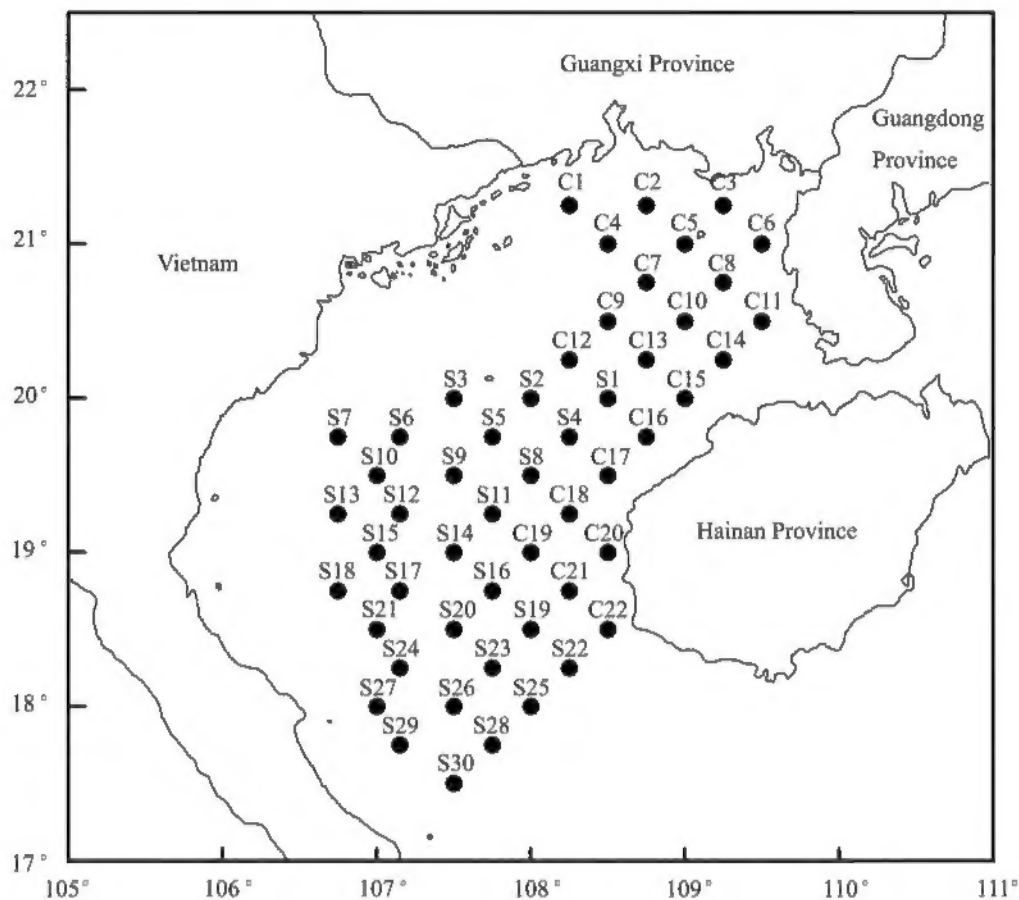 22°
21°
20°
19°
18°
17°
105°
106°
107°
108°
109°
110°
111°
Guangxi Province
Guangdong
Province
Vietnam
Hainan Province
C1
C2
C3
C4
C5
C6
C7
C8
C9
C10
C11
C12
C13
C14
S3
S2
S1
C15
S7
S6
S5
S4
C16
S10
S9
S8
C17
S13
S12
S11
C18
S15
S14
C19
C20
S18
S17
S16
C21
S21
S20
S19
C22
S24
S23
S22
S27
S26
S25
S29
S28
S30